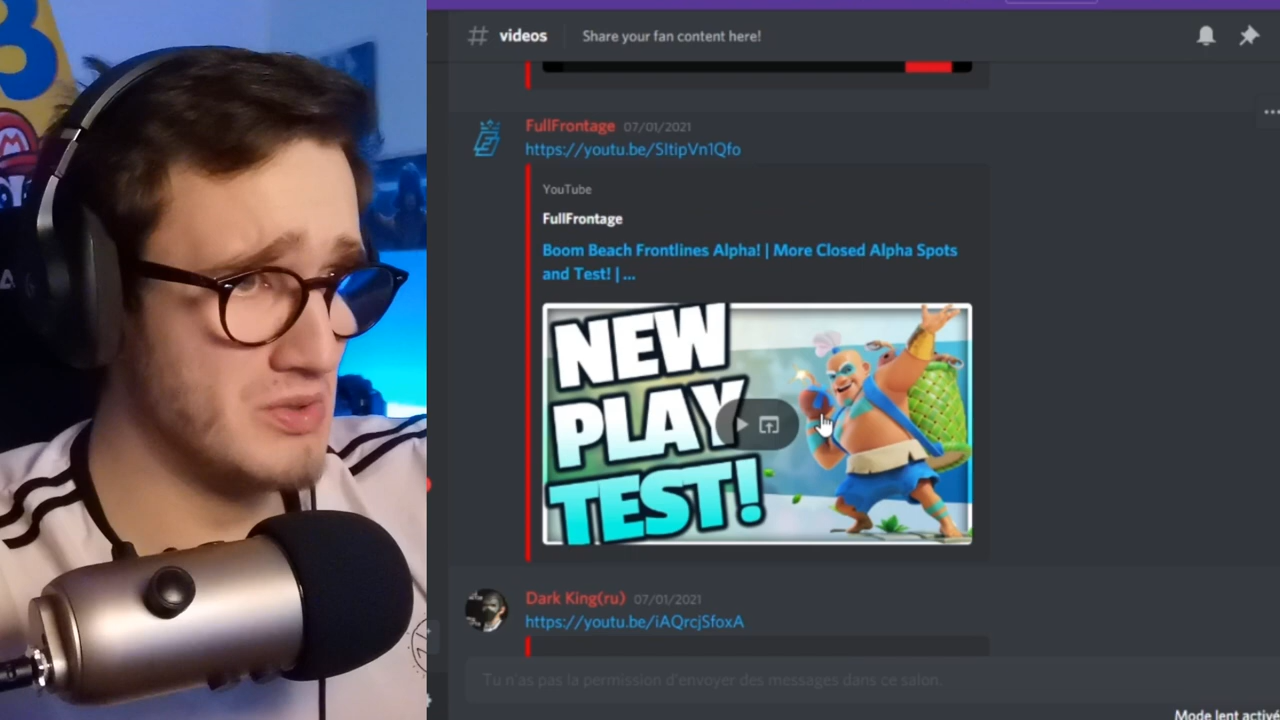 # videos
Share your fan content here!
FullFrontage 07/01/2021
https://youtu.be/SItipVn1Qfo
YouTube
FullFrontage
Boom Beach Frontlines Alpha! | More Closed Alpha Spots
and Test! | ...
NEW
PLAY
TEST!
Dark King(ru) 07/01/2021
https://youtu.be/iAQrcjSfoxA
Tu n'as pas la permission d'envoyer des messages dans ce salon.
Mode lent activé